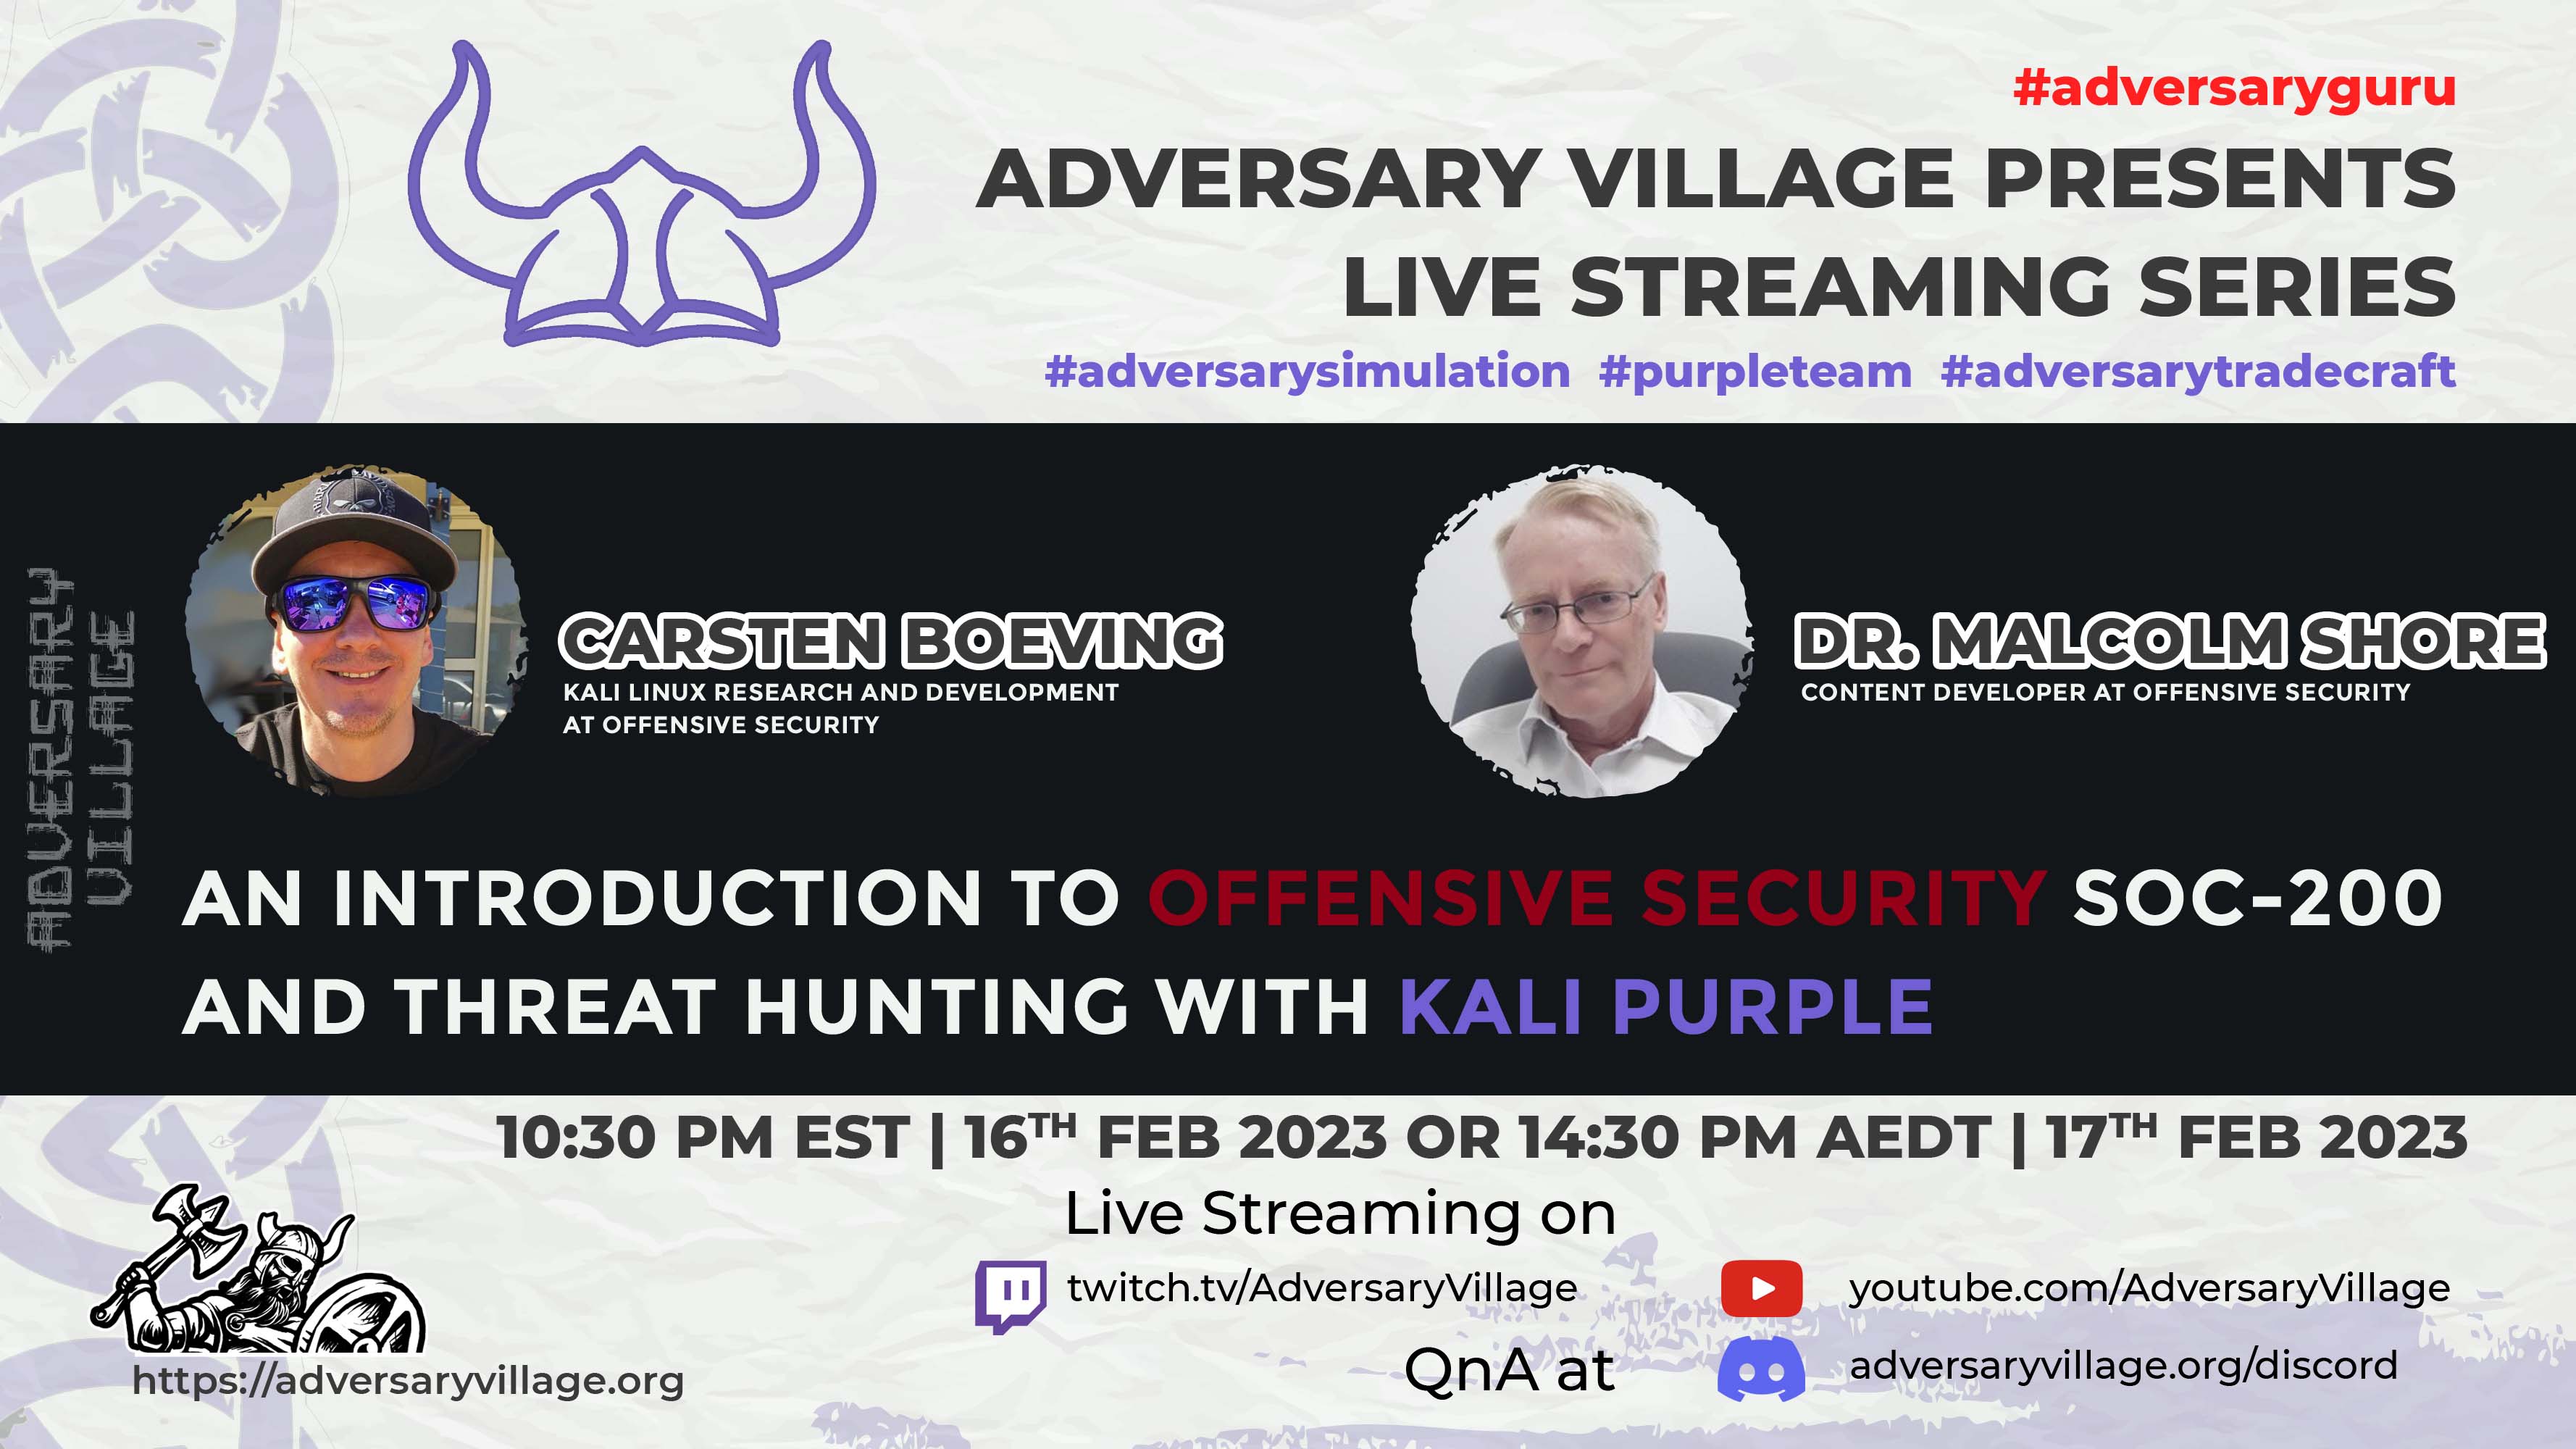 #adversaryguru
ADVERSARY VILLAGE PRESENTS
LIVE STREAMING SERIES
#adversarysimulation #purpleteam #adversarytradecraft
ADVERSARY
VILLAGE
CARSTEN BOEVING
KALI LINUX RESEARCH AND DEVELOPMENT
AT OFFENSIVE SECURITY
DR. MALCOLM SHORE
CONTENT DEVELOPER AT OFFENSIVE SECURITY
AN INTRODUCTION TO OFFENSIVE SECURITY SOC-200
AND THREAT HUNTING WITH KALI PURPLE
10:30 PM EST | 16TH FEB 2023 OR 14:30 PM AEDT | 17TH FEB 2023
Live Streaming on
twitch.tv/AdversaryVillage
youtube.com/AdversaryVillage
QnA at
adversaryvillage.org/discord
https://adversaryvillage.org